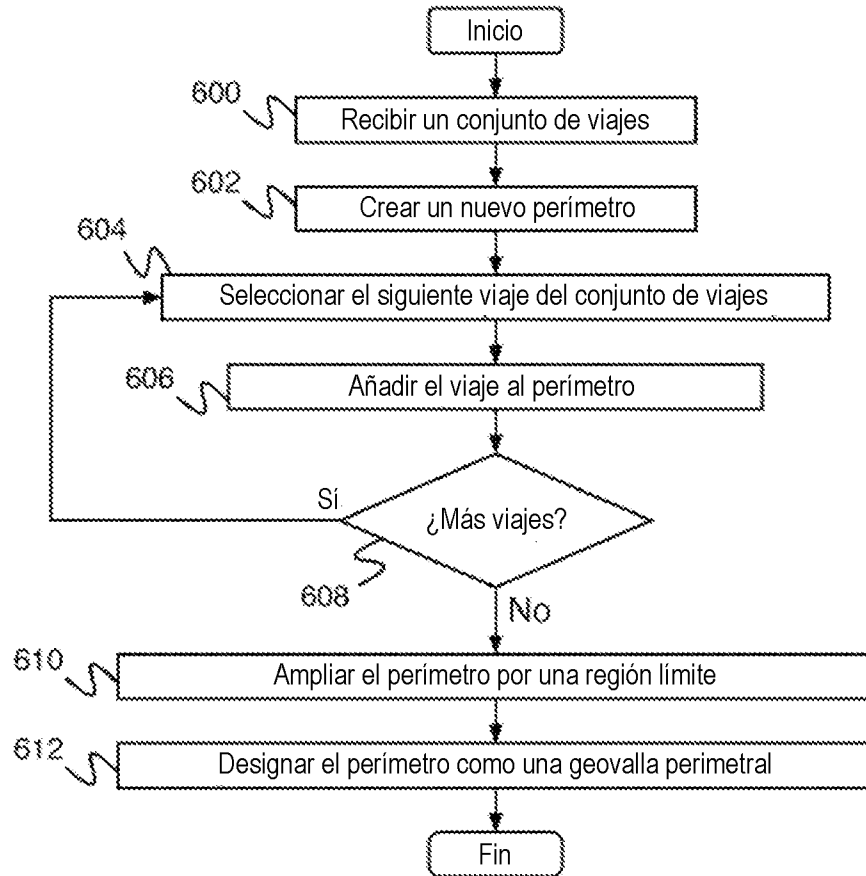 Inicio
600
Recibir un conjunto de viajes
602
Crear un nuevo perímetro
604
Seleccionar el siguiente viaje del conjunto de viajes
606
Añadir el viaje al perímetro
Sí
¿Más viajes?
608
No
610
Ampliar el perímetro por una región límite
612
Designar el perímetro como una geovalla perimetral
Fin